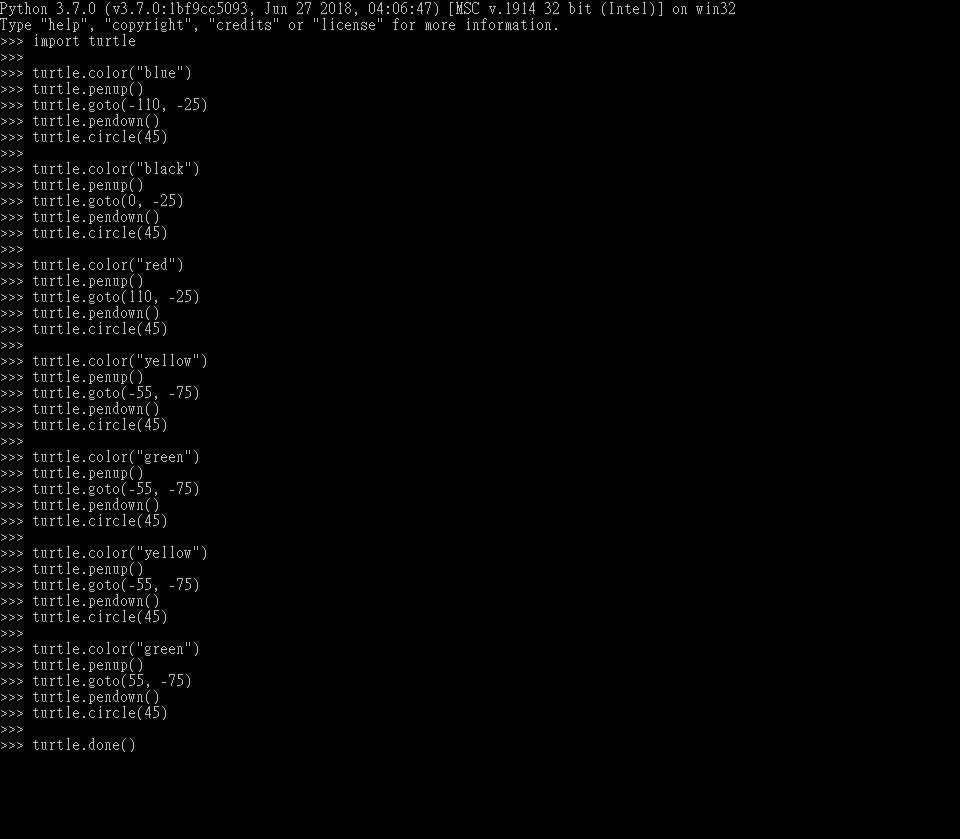 Python 3.7.0 (v3.7.0:1bf9cc5093, Jun 27 2018, 04:06:47) [MSC v.1914 32 bit (Intel)] on win32
Type "help", "copyright", "credits" or "license" for more information.
>>> import turtle
>>>
>>> turtle.color("blue")
>>> turtle.penup()
>>> turtle.goto(-110, -25)
>>> turtle.pendown()
>>> turtle.circle(45)
>>>
>>> turtle.color("black")
>>> turtle.penup()
>>> turtle.goto(0, -25)
>>> turtle.pendown()
>>> turtle.circle(45)
>>>
>>> turtle.color("red")
>>> turtle.penup()
>>> turtle.goto(110, -25)
>>> turtle.pendown()
>>> turtle.circle(45)
>>>
>>> turtle.color("yellow")
>>> turtle.penup()
>>> turtle.goto(-55, -75)
>>> turtle.pendown()
>>> turtle.circle(45)
>>>
>>> turtle.color("green")
>>> turtle.penup()
>>> turtle.goto(-55, -75)
>>> turtle.pendown()
>>> turtle.circle(45)
>>>
>>> turtle.color("yellow")
>>> turtle.penup()
>>> turtle.goto(-55, -75)
>>> turtle.pendown()
>>> turtle.circle(45)
>>>
>>> turtle.color("green")
>>> turtle.penup()
>>> turtle.goto(55, -75)
>>> turtle.pendown()
>>> turtle.circle(45)
>>>
>>> turtle.done()